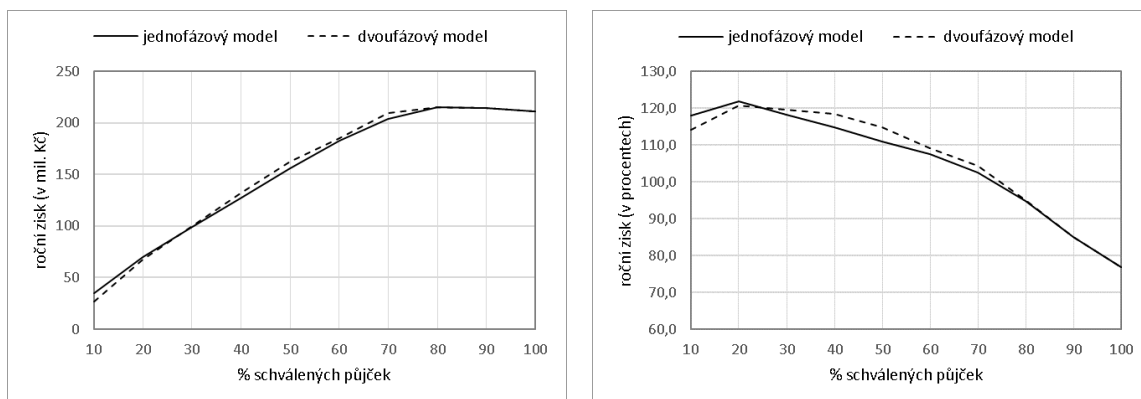 jednofázový model dvoufázový model
250
200
150
100
50
0
roční zisk (v mil. Kč)
10 20 30 40 50 60 70 80 90 100
% schválených půjček
jednofázový model dvoufázový model
130,0
120,0
110,0
100,0
90,0
80,0
70,0
60,0
roční zisk (v procentech)
10 20 30 40 50 60 70 80 90 100
% schválených půjček